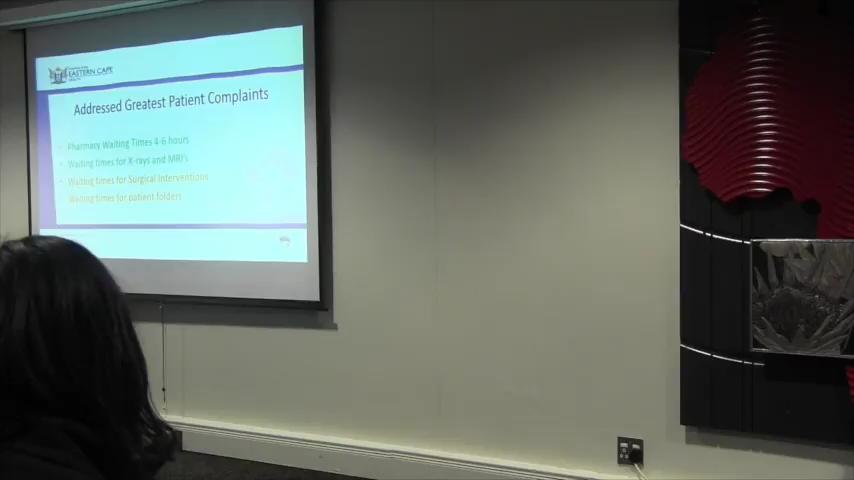 EASTERN CAPE
Addressed Greatest Patient Complaints
Pharmacy Waiting Times 4-6 hours
Waiting times for X-rays and MRI's
Waiting times for Surgical Interventions
Waiting times for patient folders